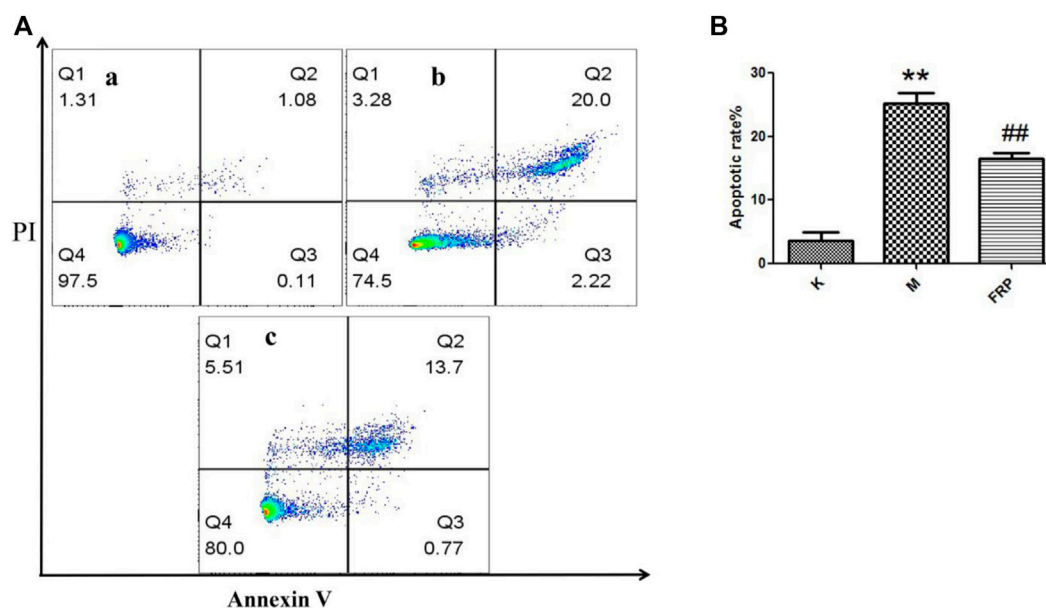 A
B
Q1 a Q2
1.31 1.08
Q4 Q3
97.5 0.11
Q1 b Q2
3.28 20.0
Q4 Q3
74.5 2.22
Q1 c Q2
5.51 13.7
Q4 Q3
80.0 0.77
PI
Annexin V
Apoptotic rate%
30
20
10
0
**
##
K
M
FRP